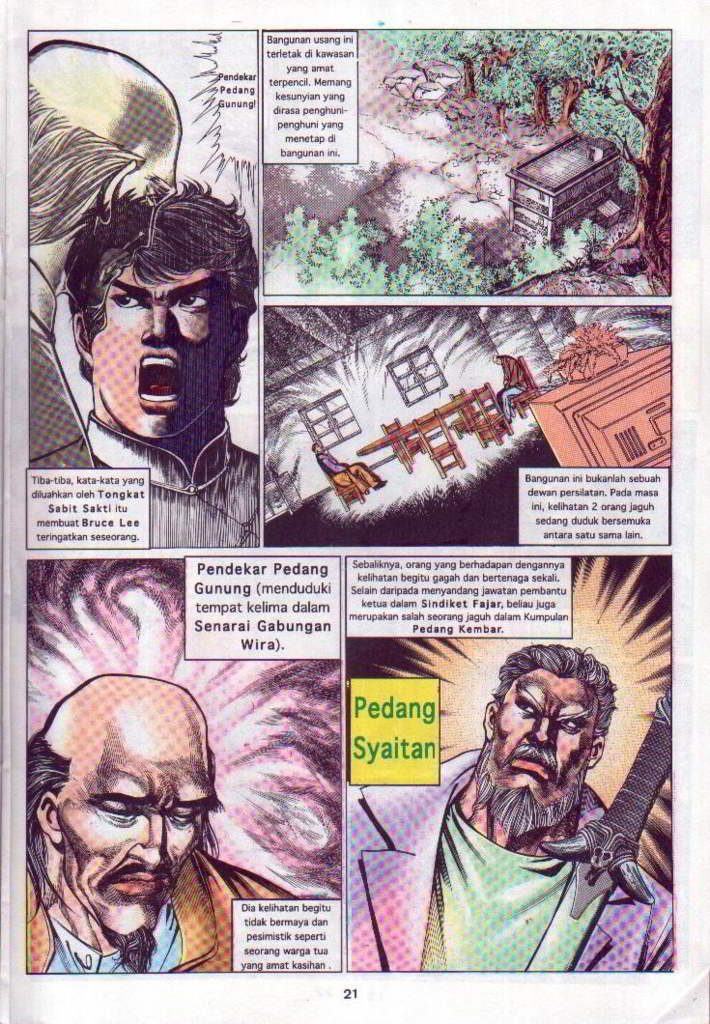 Pendekar
Pedang
Gunung!
Tiba-tiba, kata-kata yang
diluahkan oleh Tongkat
Sabit Sakti itu
membuat Bruce Lee
teringatkan seseorang.
Bangunan usang ini
terletak di kawasan
yang amat
terpencil. Memang
kesunyian yang
dirasa penghuni-
penghuni yang
menetap di
bangunan ini.
Bangunan ini bukanlah sebuah
dewan persilatan. Pada masa
ini, kelihatan 2 orang jaguh
sedang duduk bersemuka
antara satu sama lain.
Pendekar Pedang
Gunung (menduduki
tempat kelima dalam
Senarai Gabungan
Wira).
Dia kelihatan begitu
tidak bermaya dan
pesimistik seperti
seorang warga tua
yang amat kasihan .
Sebaliknya, orang yang berhadapan dengannya
kelihatan begitu gagah dan bertenaga sekali.
Selain daripada menyandang jawatan pembantu
ketua dalam Sindiket Fajar, beliau juga
merupakan salah seorang jaguh dalam Kumpulan
Pedang Kembar.
Pedang
Syaitan
21